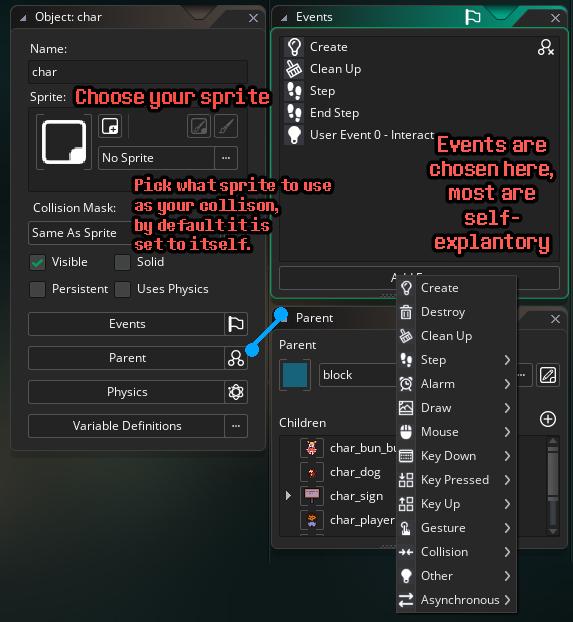 Object: char
Name:
char
Sprite:
Choose your sprite
No Sprite
...
Pick what sprite to use
as your collison,
by default it is
set to itself.
Collision Mask:
Same As Sprite
Visible
Solid
Persistent
Uses Physics
Events
Parent
Physics
Variable Definitions
...
Events
Create
Clean Up
Step
End Step
User Event 0 - Interact
Events are
chosen here,
most are
self-
explantory
Parent
Parent
block
...
Children
char_bun_bu
char_dog
char_sign
char_player
Create
Destroy
Clean Up
Step
Alarm
Draw
Mouse
Key Down
Key Pressed
Key Up
Gesture
Collision
Other
Asynchronous